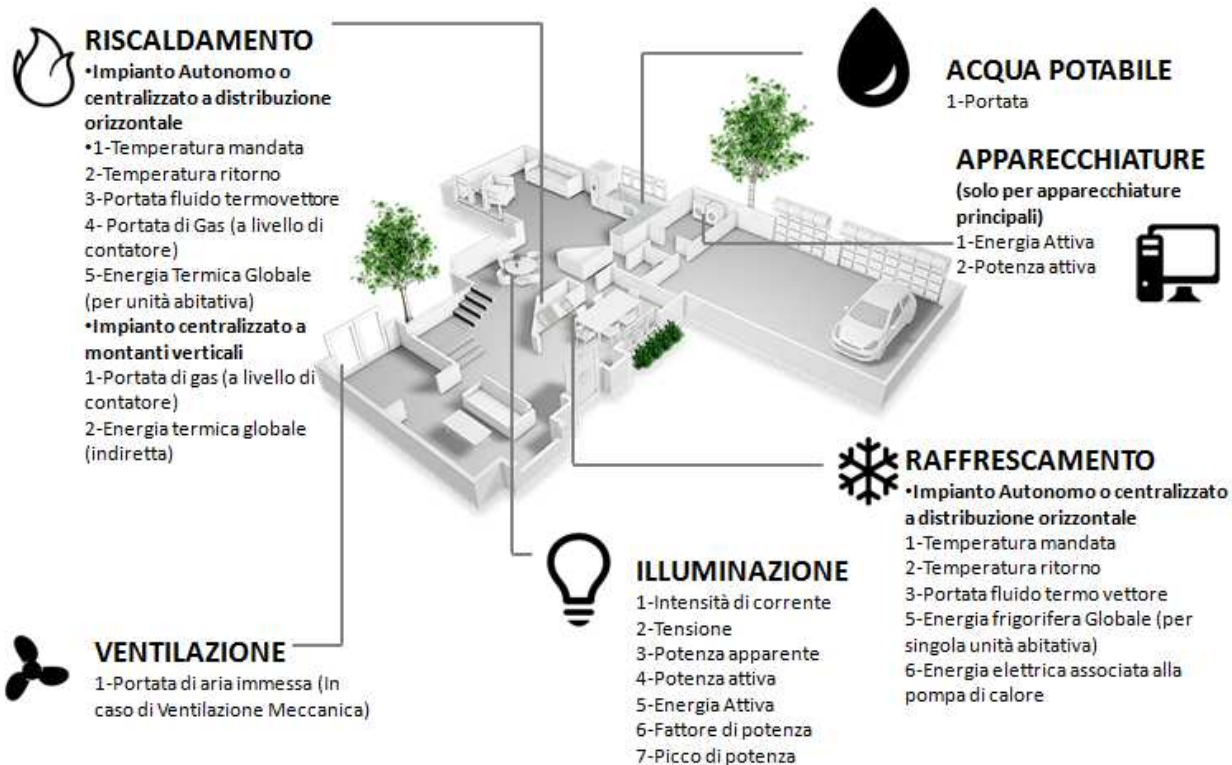 RISCALDAMENTO
•Impianto Autonomo o
centralizzato a distribuzione
orizzontale
•1-Temperatura mandata
2-Temperatura ritorno
3-Portata fluido termovettore
4- Portata di Gas (a livello di
contatore)
5-Energia Termica Globale
(per unità abitativa)
•Impianto centralizzato a
montanti verticali
1-Portata di gas (a livello di
contatore)
2-Energia termica globale
(indiretta)
VENTILAZIONE
1-Portata di aria immessa (In
caso di Ventilazione Meccanica)
ILLUMINAZIONE
1-Intensità di corrente
2-Tensione
3-Potenza apparente
4-Potenza attiva
5-Energia Attiva
6-Fattore di potenza
7-Picco di potenza
ACQUA POTABILE
1-Portata
APPARECCHIATURE
(solo per apparecchiature
principali)
1-Energia Attiva
2-Potenza attiva
RAFFRESCAMENTO
•Impianto Autonomo o centralizzato
a distribuzione orizzontale
1-Temperatura mandata
2-Temperatura ritorno
3-Portata fluido termo vettore
5-Energia frigorifera Globale (per
singola unità abitativa)
6-Energia elettrica associata alla
pompa di calore